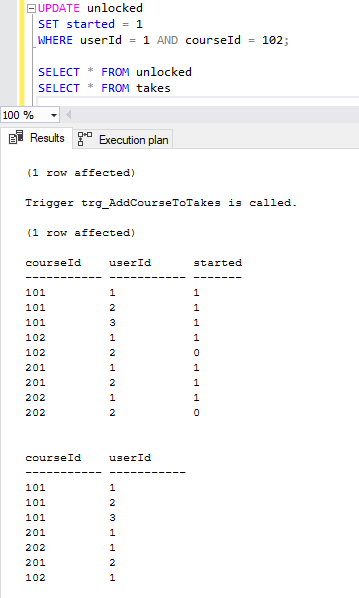 UPDATE unlocked
SET started = 1
WHERE userId = 1 AND courseId = 102;
SELECT * FROM unlocked
SELECT * FROM takes
100 %
Results Execution plan
(1 row affected)
Trigger trg_AddCourseToTakes is called.
(1 row affected)
courseId userId started
----------- ----------- -------
101 1 1
101 2 1
101 3 1
102 1 1
102 2 0
201 1 1
201 2 1
202 1 1
202 2 0
courseId userId
----------- -----------
101 1
101 2
101 3
201 1
202 1
201 2
102 1